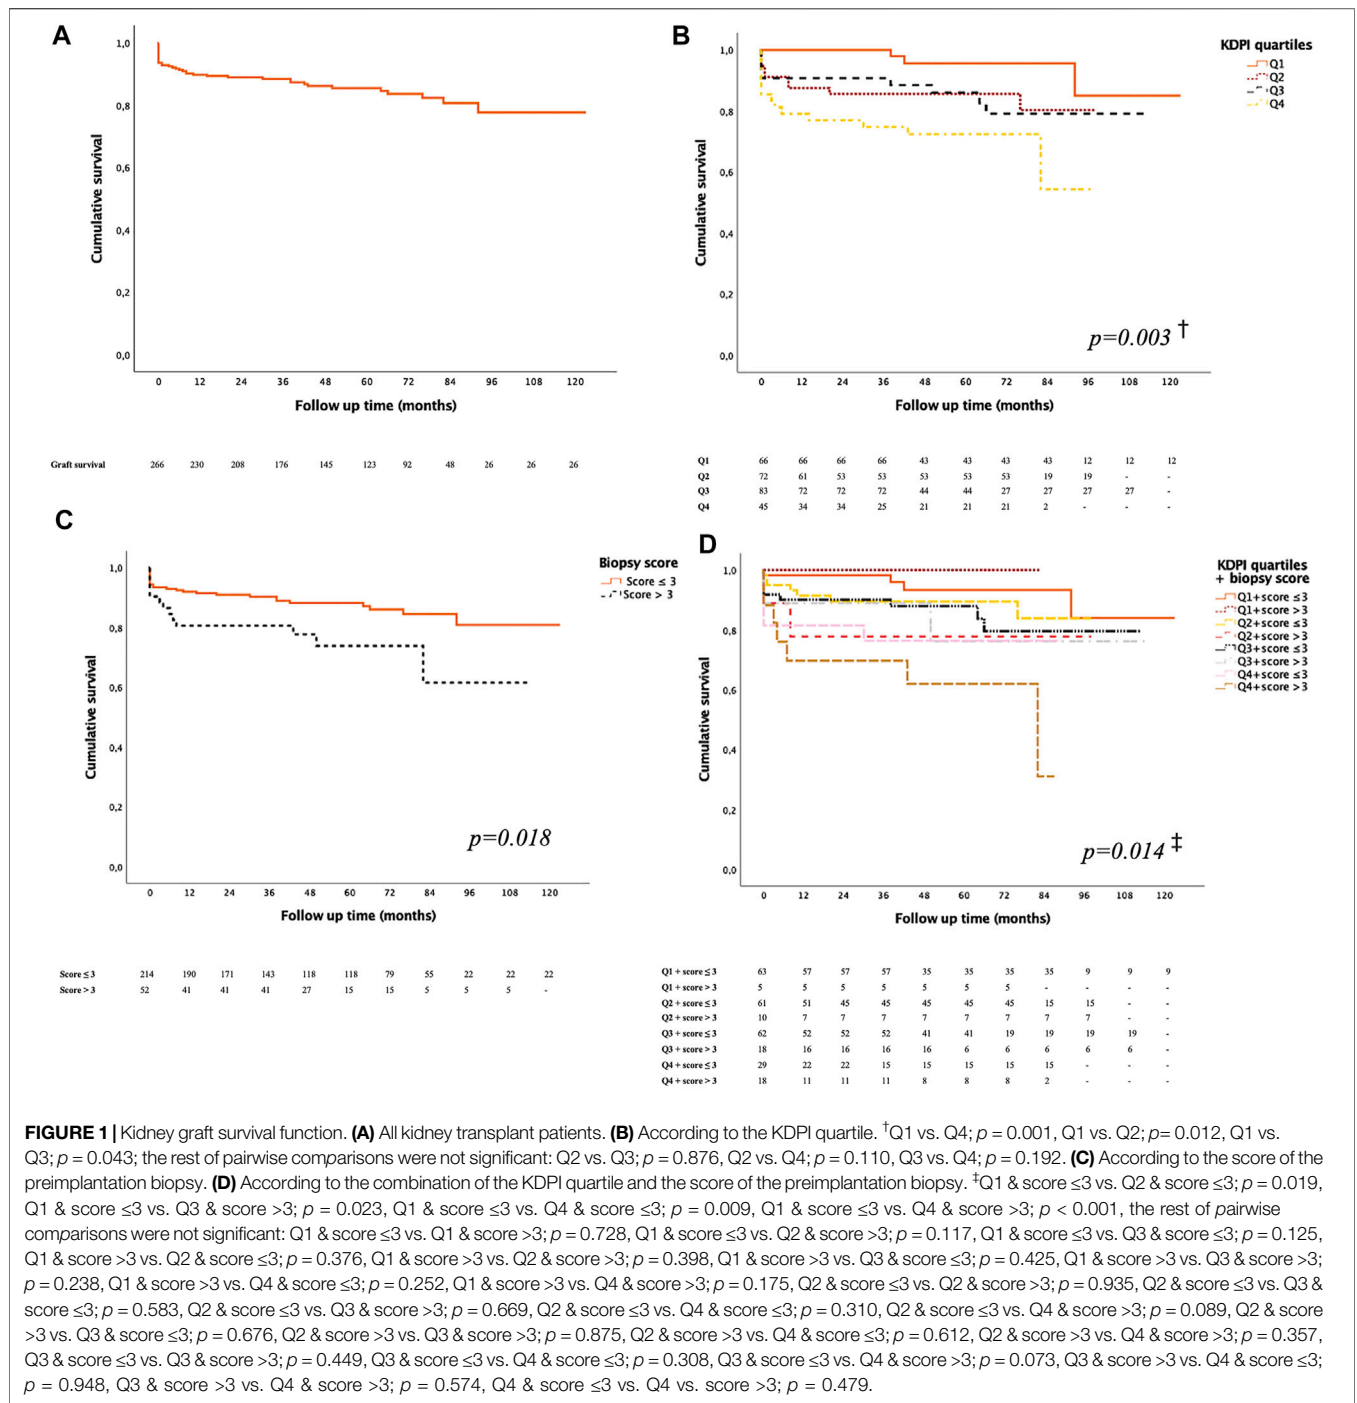 A
1,0
0,8
0,6
0,4
0,2
0,0
Cumulative survival
0 12 24 36 48 60 72 84 96 108 120
Follow up time (months)
Graft survival 266 230 208 176 145 123 92 48 26 26 26
B
KDPI quartiles
Q1
Q2
Q3
Q4
1,0
0,8
0,6
0,4
0,2
0,0
Cumulative survival
p=0.003 †
0 12 24 36 48 60 72 84 96 108 120
Follow up time (months)
Q1 66 66 66 66 43 43 43 43 12 12 12
Q2 72 61 53 53 53 53 53 19 19 - -
Q3 83 72 72 72 44 44 27 27 27 27 -
Q4 45 34 34 25 21 21 21 2 - - -
C
Biopsy score
Score ≤ 3
Score > 3
1,0
0,8
0,6
0,4
0,2
0,0
Cumulative survival
p=0.018
0 12 24 36 48 60 72 84 96 108 120
Follow up time (months)
Score ≤ 3 214 190 171 143 118 118 79 55 22 22 22
Score > 3 52 41 41 41 27 15 15 5 5 5 -
D
KDPI quartiles
+ biopsy score
Q1+score ≤3
Q1+score >3
Q2+score ≤3
Q2+score >3
Q3+score ≤3
Q3+score >3
Q4+score ≤3
Q4+score >3
1,0
0,8
0,6
0,4
0,2
0,0
Cumulative survival
p=0.014 ‡
0 12 24 36 48 60 72 84 96 108 120
Follow up time (months)
Q1 + score ≤ 3 63 57 57 57 35 35 35 35 9 9 9
Q1 + score > 3 5 5 5 5 5 5 5 - - - -
Q2 + score ≤ 3 61 51 45 45 45 45 45 15 15 - -
Q2 + score > 3 10 7 7 7 7 7 7 7 7 - -
Q3 + score ≤ 3 62 52 52 52 41 41 19 19 19 19 -
Q3 + score > 3 18 16 16 16 16 6 6 6 6 6 -
Q4 + score ≤ 3 29 22 22 15 15 15 15 15 - - -
Q4 + score > 3 18 11 11 11 8 8 8 2 - - -
FIGURE 1 | Kidney graft survival function. (A) All kidney transplant patients. (B) According to the KDPI quartile. †Q1 vs. Q4; p = 0.001, Q1 vs. Q2; p= 0.012, Q1 vs.
Q3; p = 0.043; the rest of pairwise comparisons were not significant: Q2 vs. Q3; p = 0.876, Q2 vs. Q4; p = 0.110, Q3 vs. Q4; p = 0.192. (C) According to the score of the
preimplantation biopsy. (D) According to the combination of the KDPI quartile and the score of the preimplantation biopsy. ‡Q1 & score ≤3 vs. Q2 & score ≤3; p = 0.019,
Q1 & score ≤3 vs. Q3 & score >3; p = 0.023, Q1 & score ≤3 vs. Q4 & score ≤3; p = 0.009, Q1 & score ≤3 vs. Q4 & score >3; p < 0.001, the rest of pairwise
comparisons were not significant: Q1 & score ≤3 vs. Q1 & score >3; p = 0.728, Q1 & score ≤3 vs. Q2 & score >3; p = 0.117, Q1 & score ≤3 vs. Q3 & score ≤3; p = 0.125,
Q1 & score >3 vs. Q2 & score ≤3; p = 0.376, Q1 & score >3 vs. Q2 & score >3; p = 0.398, Q1 & score >3 vs. Q3 & score ≤3; p = 0.425, Q1 & score >3 vs. Q3 & score >3;
p = 0.238, Q1 & score >3 vs. Q4 & score ≤3; p = 0.252, Q1 & score >3 vs. Q4 & score >3; p = 0.175, Q2 & score ≤3 vs. Q2 & score >3; p = 0.935, Q2 & score ≤3 vs. Q3 &
score ≤3; p = 0.583, Q2 & score ≤3 vs. Q3 & score >3; p = 0.669, Q2 & score ≤3 vs. Q4 & score ≤3; p = 0.310, Q2 & score ≤3 vs. Q4 & score >3; p = 0.089, Q2 & score
>3 vs. Q3 & score ≤3; p = 0.676, Q2 & score >3 vs. Q3 & score >3; p = 0.875, Q2 & score >3 vs. Q4 & score ≤3; p = 0.612, Q2 & score >3 vs. Q4 & score >3; p = 0.357,
Q3 & score ≤3 vs. Q3 & score >3; p = 0.449, Q3 & score ≤3 vs. Q4 & score ≤3; p = 0.308, Q3 & score ≤3 vs. Q4 & score >3; p = 0.073, Q3 & score >3 vs. Q4 & score ≤3;
p = 0.948, Q3 & score >3 vs. Q4 & score >3; p = 0.574, Q4 & score ≤3 vs. Q4 vs. score >3; p = 0.479.